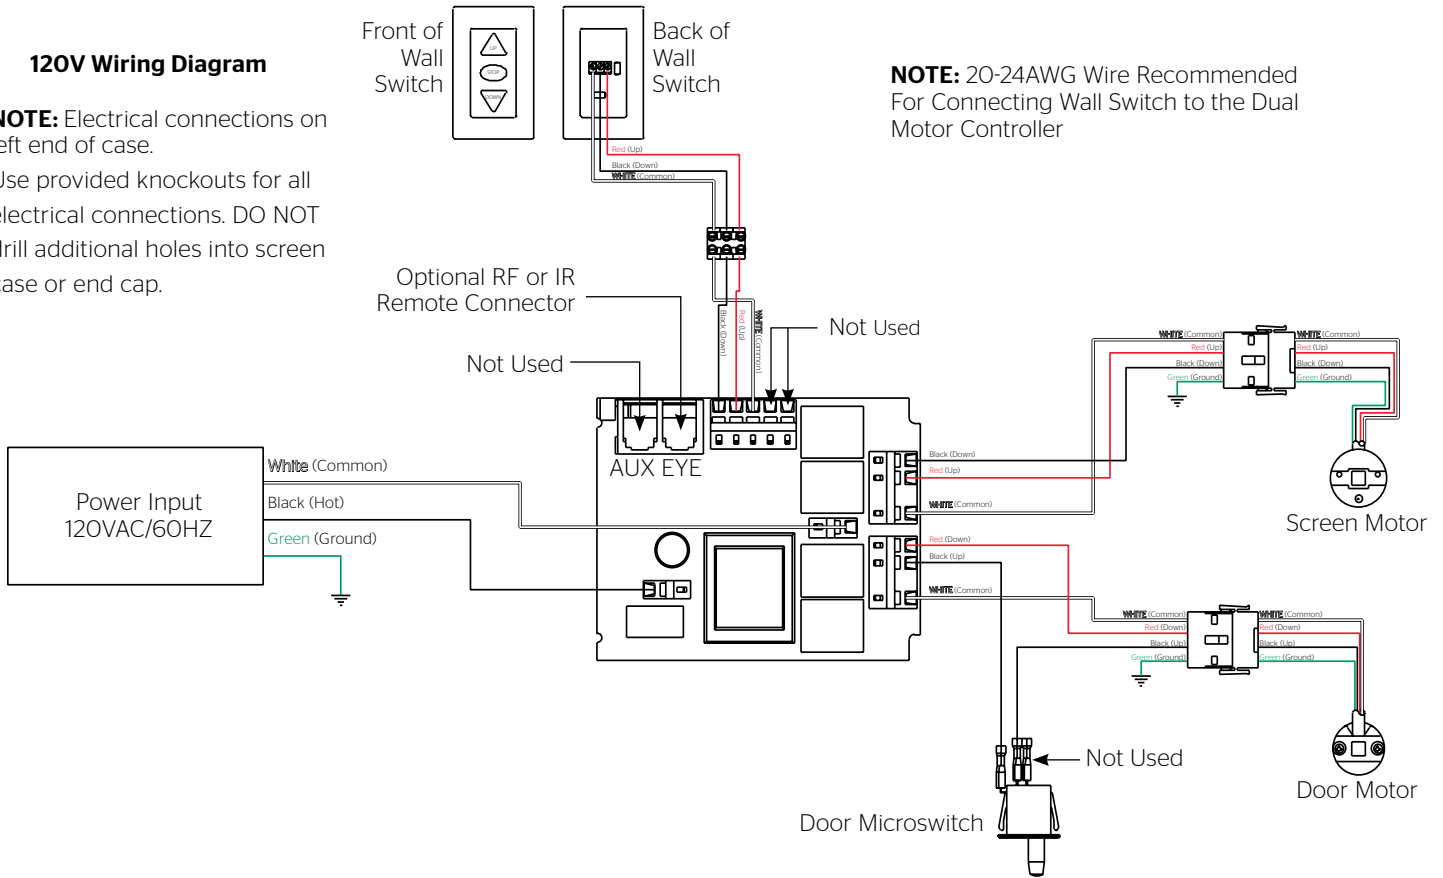 120V Wiring Diagram
NOTE: Electrical connections on
left end of case.
Use provided knockouts for all
electrical connections. DO NOT
drill additional holes into screen
case or end cap.
Front of
Wall
Switch
UP
STOP
DOWN
Back of
Wall
Switch
NOTE: 20-24AWG Wire Recommended
For Connecting Wall Switch to the Dual
Motor Controller
Red (Up)
Black (Down)
WHITE (Common)
Optional RF or IR
Remote Connector
Not Used
Black (Down)
Red (Up)
WHITE (Common)
Not Used
AUX EYE
Power Input
120VAC/60HZ
White (Common)
Black (Hot)
Green (Ground)
Black (Down)
Red (Up)
WHITE (Common)
Red (Down)
Black (Up)
WHITE (Common)
WHITE (Common)
Red (Up)
Black (Down)
Green (Ground)
WHITE (Common)
Red (Up)
Black (Down)
Green (Ground)
Screen Motor
WHITE (Common)
Red (Down)
Black (Up)
Green (Ground)
WHITE (Common)
Red (Down)
Black (Up)
Green (Ground)
Door Motor
Not Used
Door Microswitch